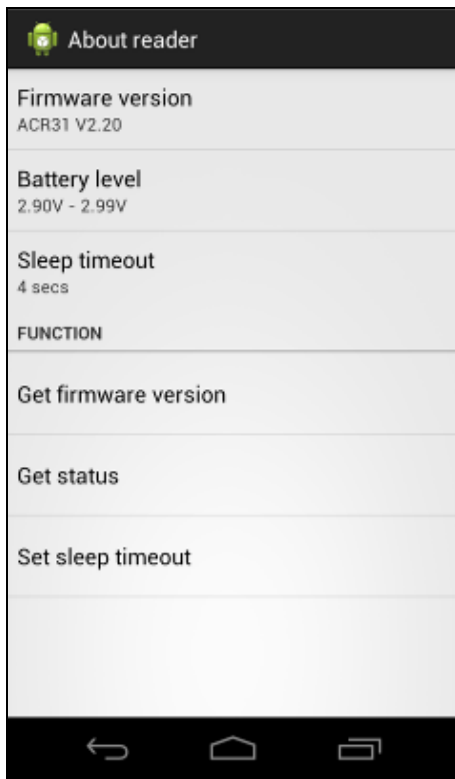 About reader
Firmware version
ACR31 V2.20
Battery level
2.90V - 2.99V
Sleep timeout
4 secs
FUNCTION
Get firmware version
Get status
Set sleep timeout